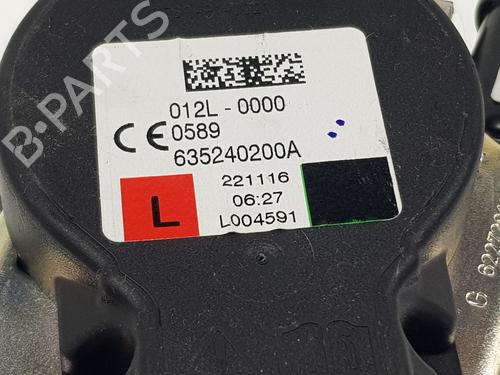 B-PARTS
012L - 0000
CE 0589
635240200A
L
221116
06:27
L004591